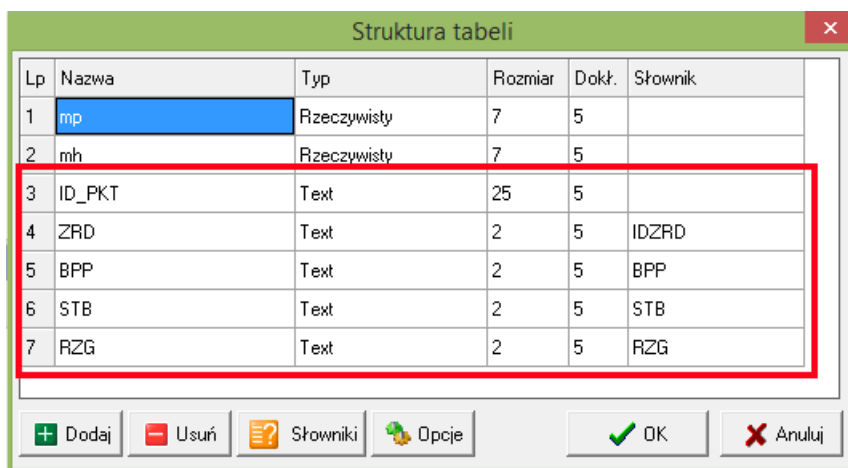 Struktura tabeli
Lp Nazwa Typ Rozmiar Dokł. Słownik
1 mp Rzeczywisty 7 5
2 mh Rzeczywisty 7 5
3 ID_PKT Text 25 5
4 ZRD Text 2 5 IDZRD
5 BPP Text 2 5 BPP
6 STB Text 2 5 STB
7 RZG Text 2 5 RZG
Dodaj Usuń Słowniki Opcje OK Anuluj